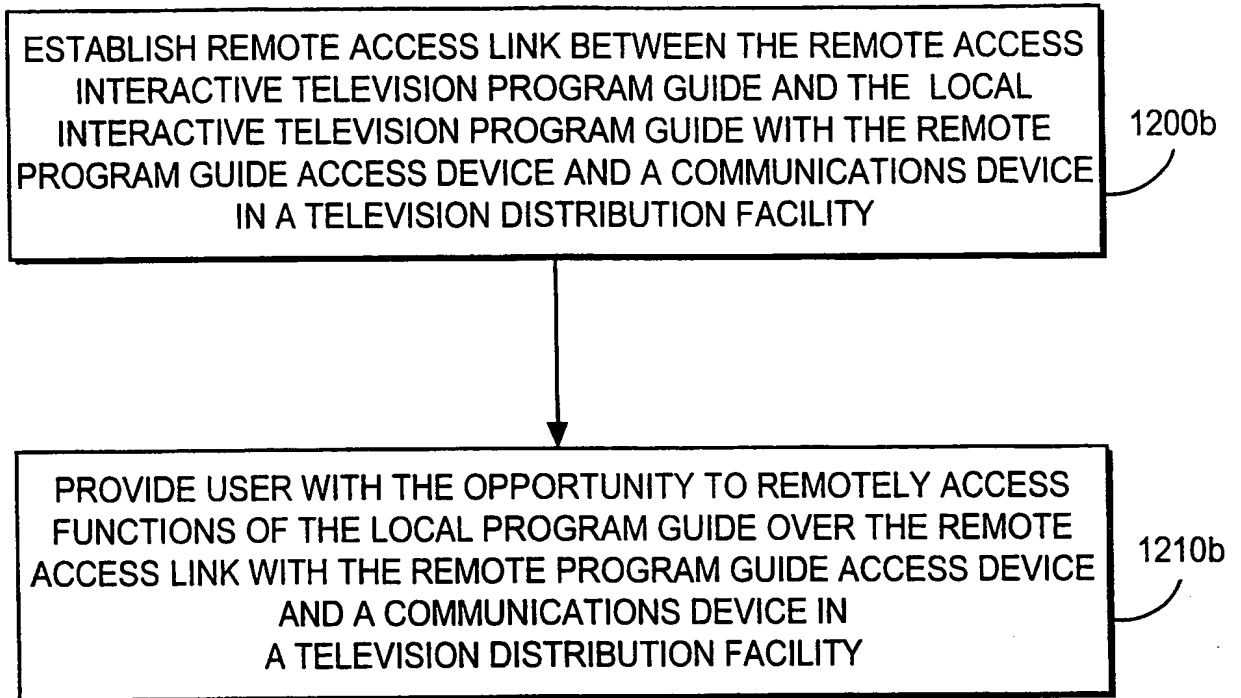 ESTABLISH REMOTE ACCESS LINK BETWEEN THE REMOTE ACCESS
INTERACTIVE TELEVISION PROGRAM GUIDE AND THE LOCAL
INTERACTIVE TELEVISION PROGRAM GUIDE WITH THE REMOTE
PROGRAM GUIDE ACCESS DEVICE AND A COMMUNICATIONS DEVICE
IN A TELEVISION DISTRIBUTION FACILITY
1200b
PROVIDE USER WITH THE OPPORTUNITY TO REMOTELY ACCESS
FUNCTIONS OF THE LOCAL PROGRAM GUIDE OVER THE REMOTE
ACCESS LINK WITH THE REMOTE PROGRAM GUIDE ACCESS DEVICE
AND A COMMUNICATIONS DEVICE IN
A TELEVISION DISTRIBUTION FACILITY
1210b